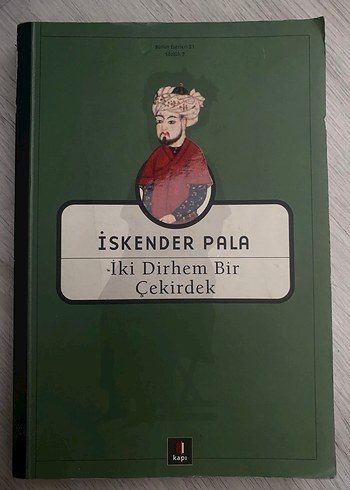 İSKENDER PALA
İki Dirhem Bir
Çekirdek
kapı